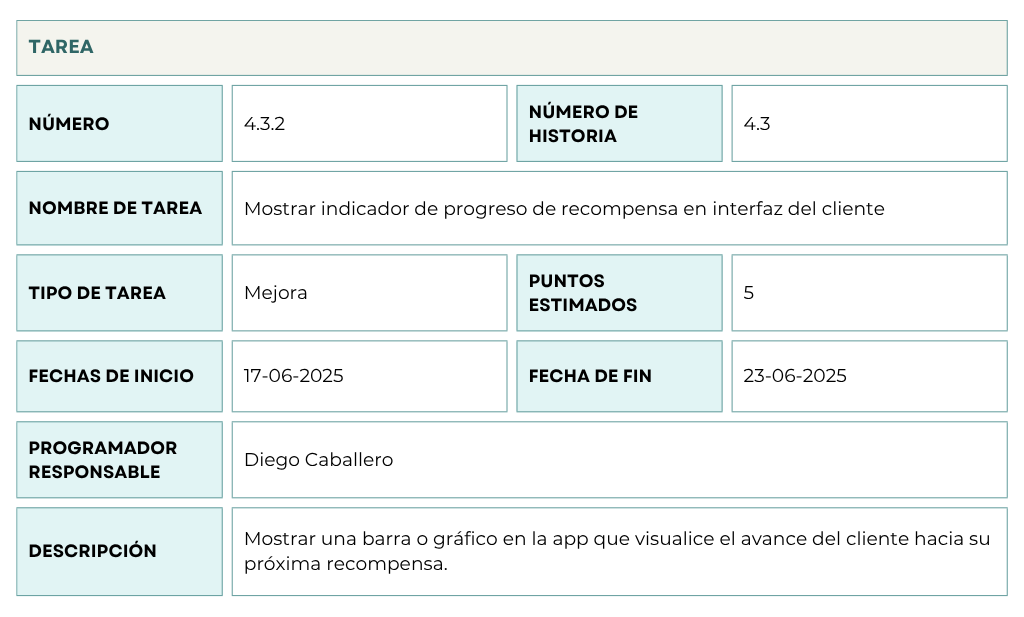 TAREA
NÚMERO
4.3.2
NÚMERO DE
HISTORIA
4.3
NOMBRE DE TAREA
Mostrar indicador de progreso de recompensa en interfaz del cliente
TIPO DE TAREA
Mejora
PUNTOS
ESTIMADOS
5
FECHAS DE INICIO
17-06-2025
FECHA DE FIN
23-06-2025
PROGRAMADOR
RESPONSABLE
Diego Caballero
DESCRIPCIÓN
Mostrar una barra o gráfico en la app que visualice el avance del cliente hacia su
próxima recompensa.